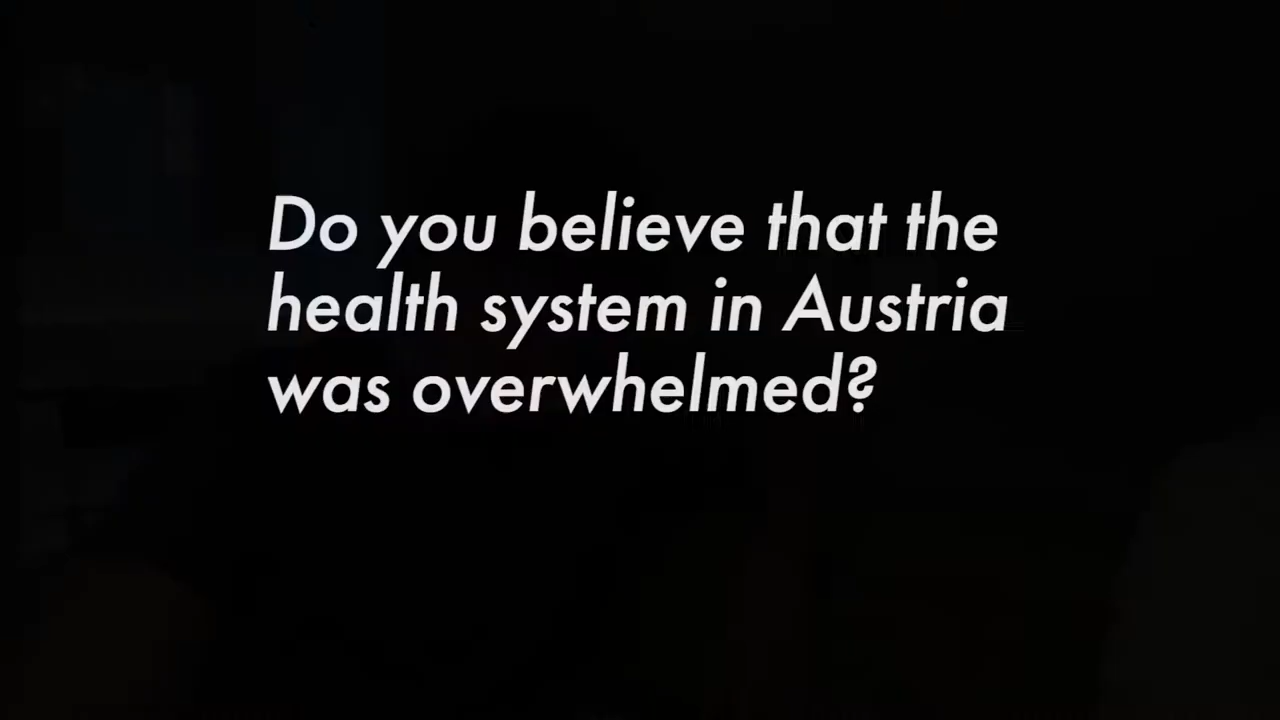 Do you believe that the
health system in Austria
was overwhelmed?